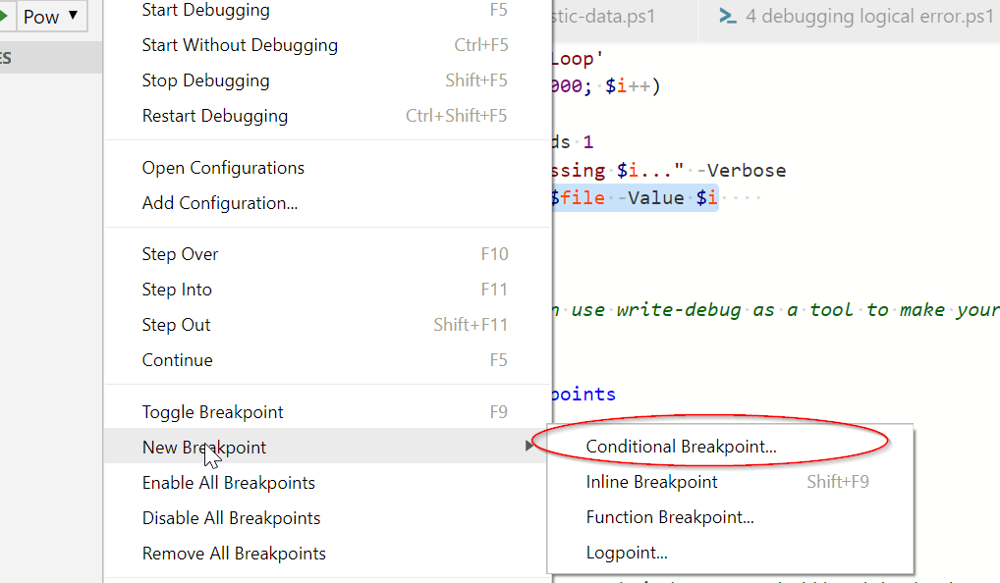 Pow
ES
Start Debugging F5
Start Without Debugging Ctrl+F5
Stop Debugging Shift+F5
Restart Debugging Ctrl+Shift+F5
Open Configurations
Add Configuration...
Step Over F10
Step Into F11
Step Out Shift+F11
Continue F5
Toggle Breakpoint F9
New Breakpoint
Enable All Breakpoints
Disable All Breakpoints
Remove All Breakpoints
Conditional Breakpoint...
Inline Breakpoint Shift+F9
Function Breakpoint...
Logpoint...
stic-data.ps1
4 debugging logical error.ps1
loop'
000; $i++)
ds 1
ssing $i..." -Verbose
$file -Value $i
n use write-debug as a tool to make your
points